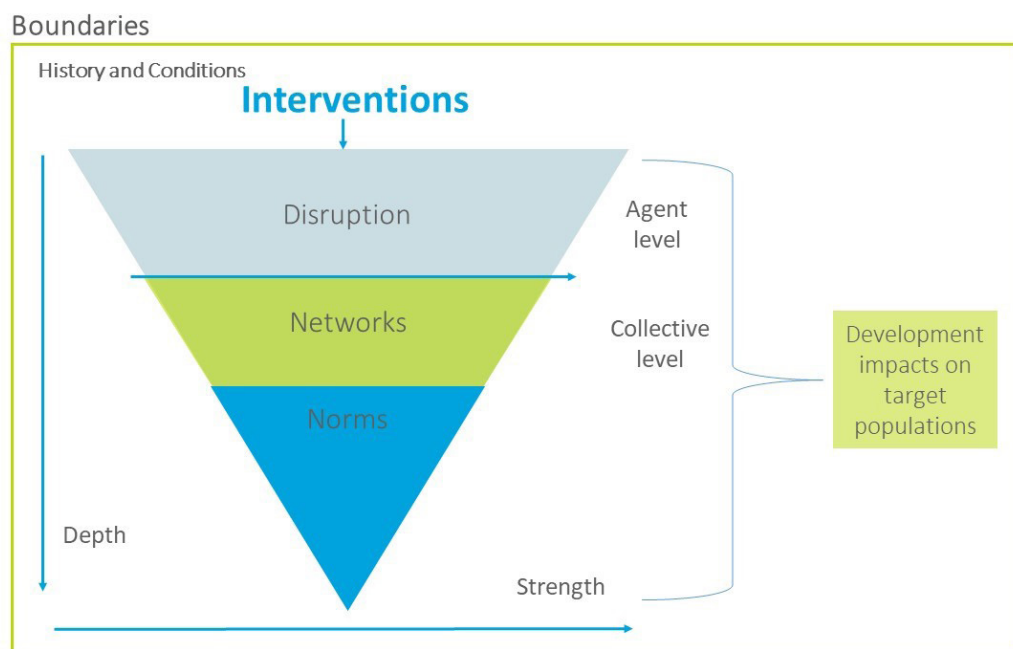 Boundaries
History and Conditions
Interventions
Disruption
Agent
level
Networks
Collective
level
Development
impacts on
target
populations
Norms
Depth
Strength